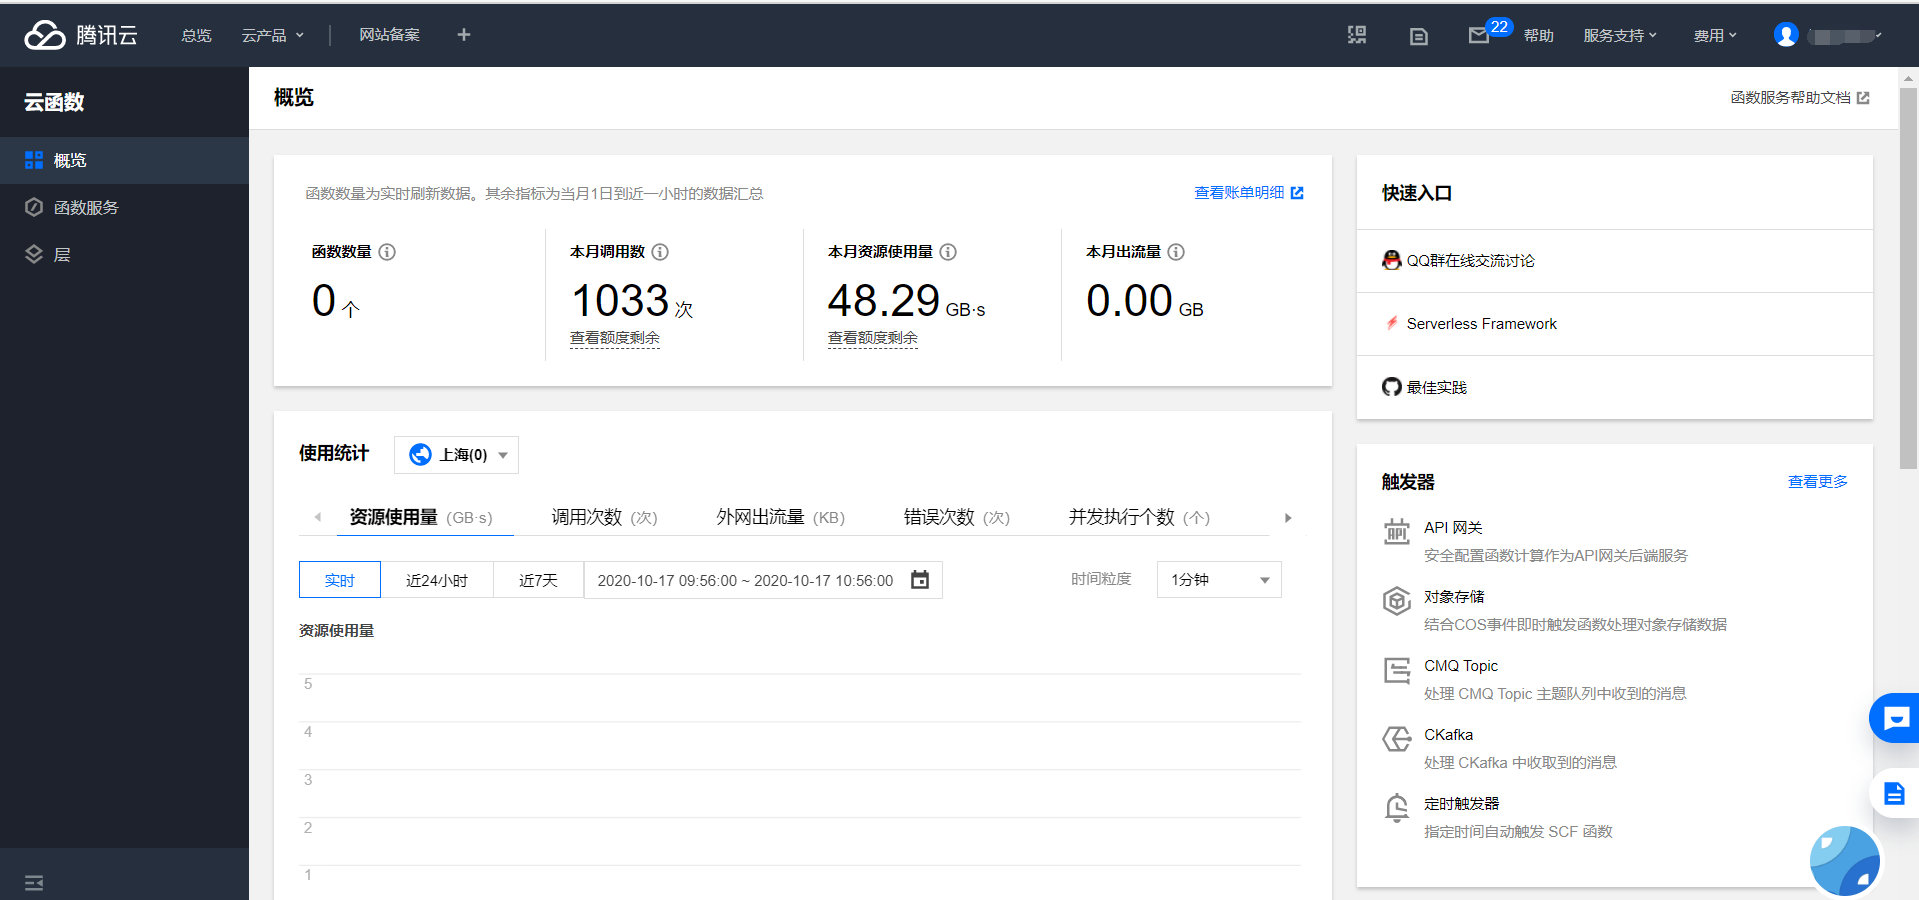 腾讯云
总览 云产品 网站备案 +
22 帮助 服务支持 费用
云函数
概览
函数服务
层
概览
函数服务帮助文档
函数数量为实时刷新数据。其余指标为当月1日到近一小时的数据汇总
查看账单明细
函数数量
0 个
本月调用数
1033 次
查看额度剩余
本月资源使用量
48.29 GB·s
查看额度剩余
本月出流量
0.00 GB
使用统计 上海(0)
资源使用量 (GB·s) 调用次数 (次) 外网出流量 (KB) 错误次数 (次) 并发执行个数 (个)
实时 近24小时 近7天 2020-10-17 09:56:00 ~ 2020-10-17 10:56:00 时间粒度 1分钟
资源使用量
5
4
3
2
1
快速入口
QQ群在线交流讨论
Serverless Framework
最佳实践
触发器 查看更多
API 网关
安全配置函数计算作为API网关后端服务
对象存储
结合COS事件即时触发函数处理对象存储数据
CMQ Topic
处理 CMQ Topic 主题队列中收到的消息
CKafka
处理 CKafka 中收取到的消息
定时触发器
指定时间自动触发 SCF 函数